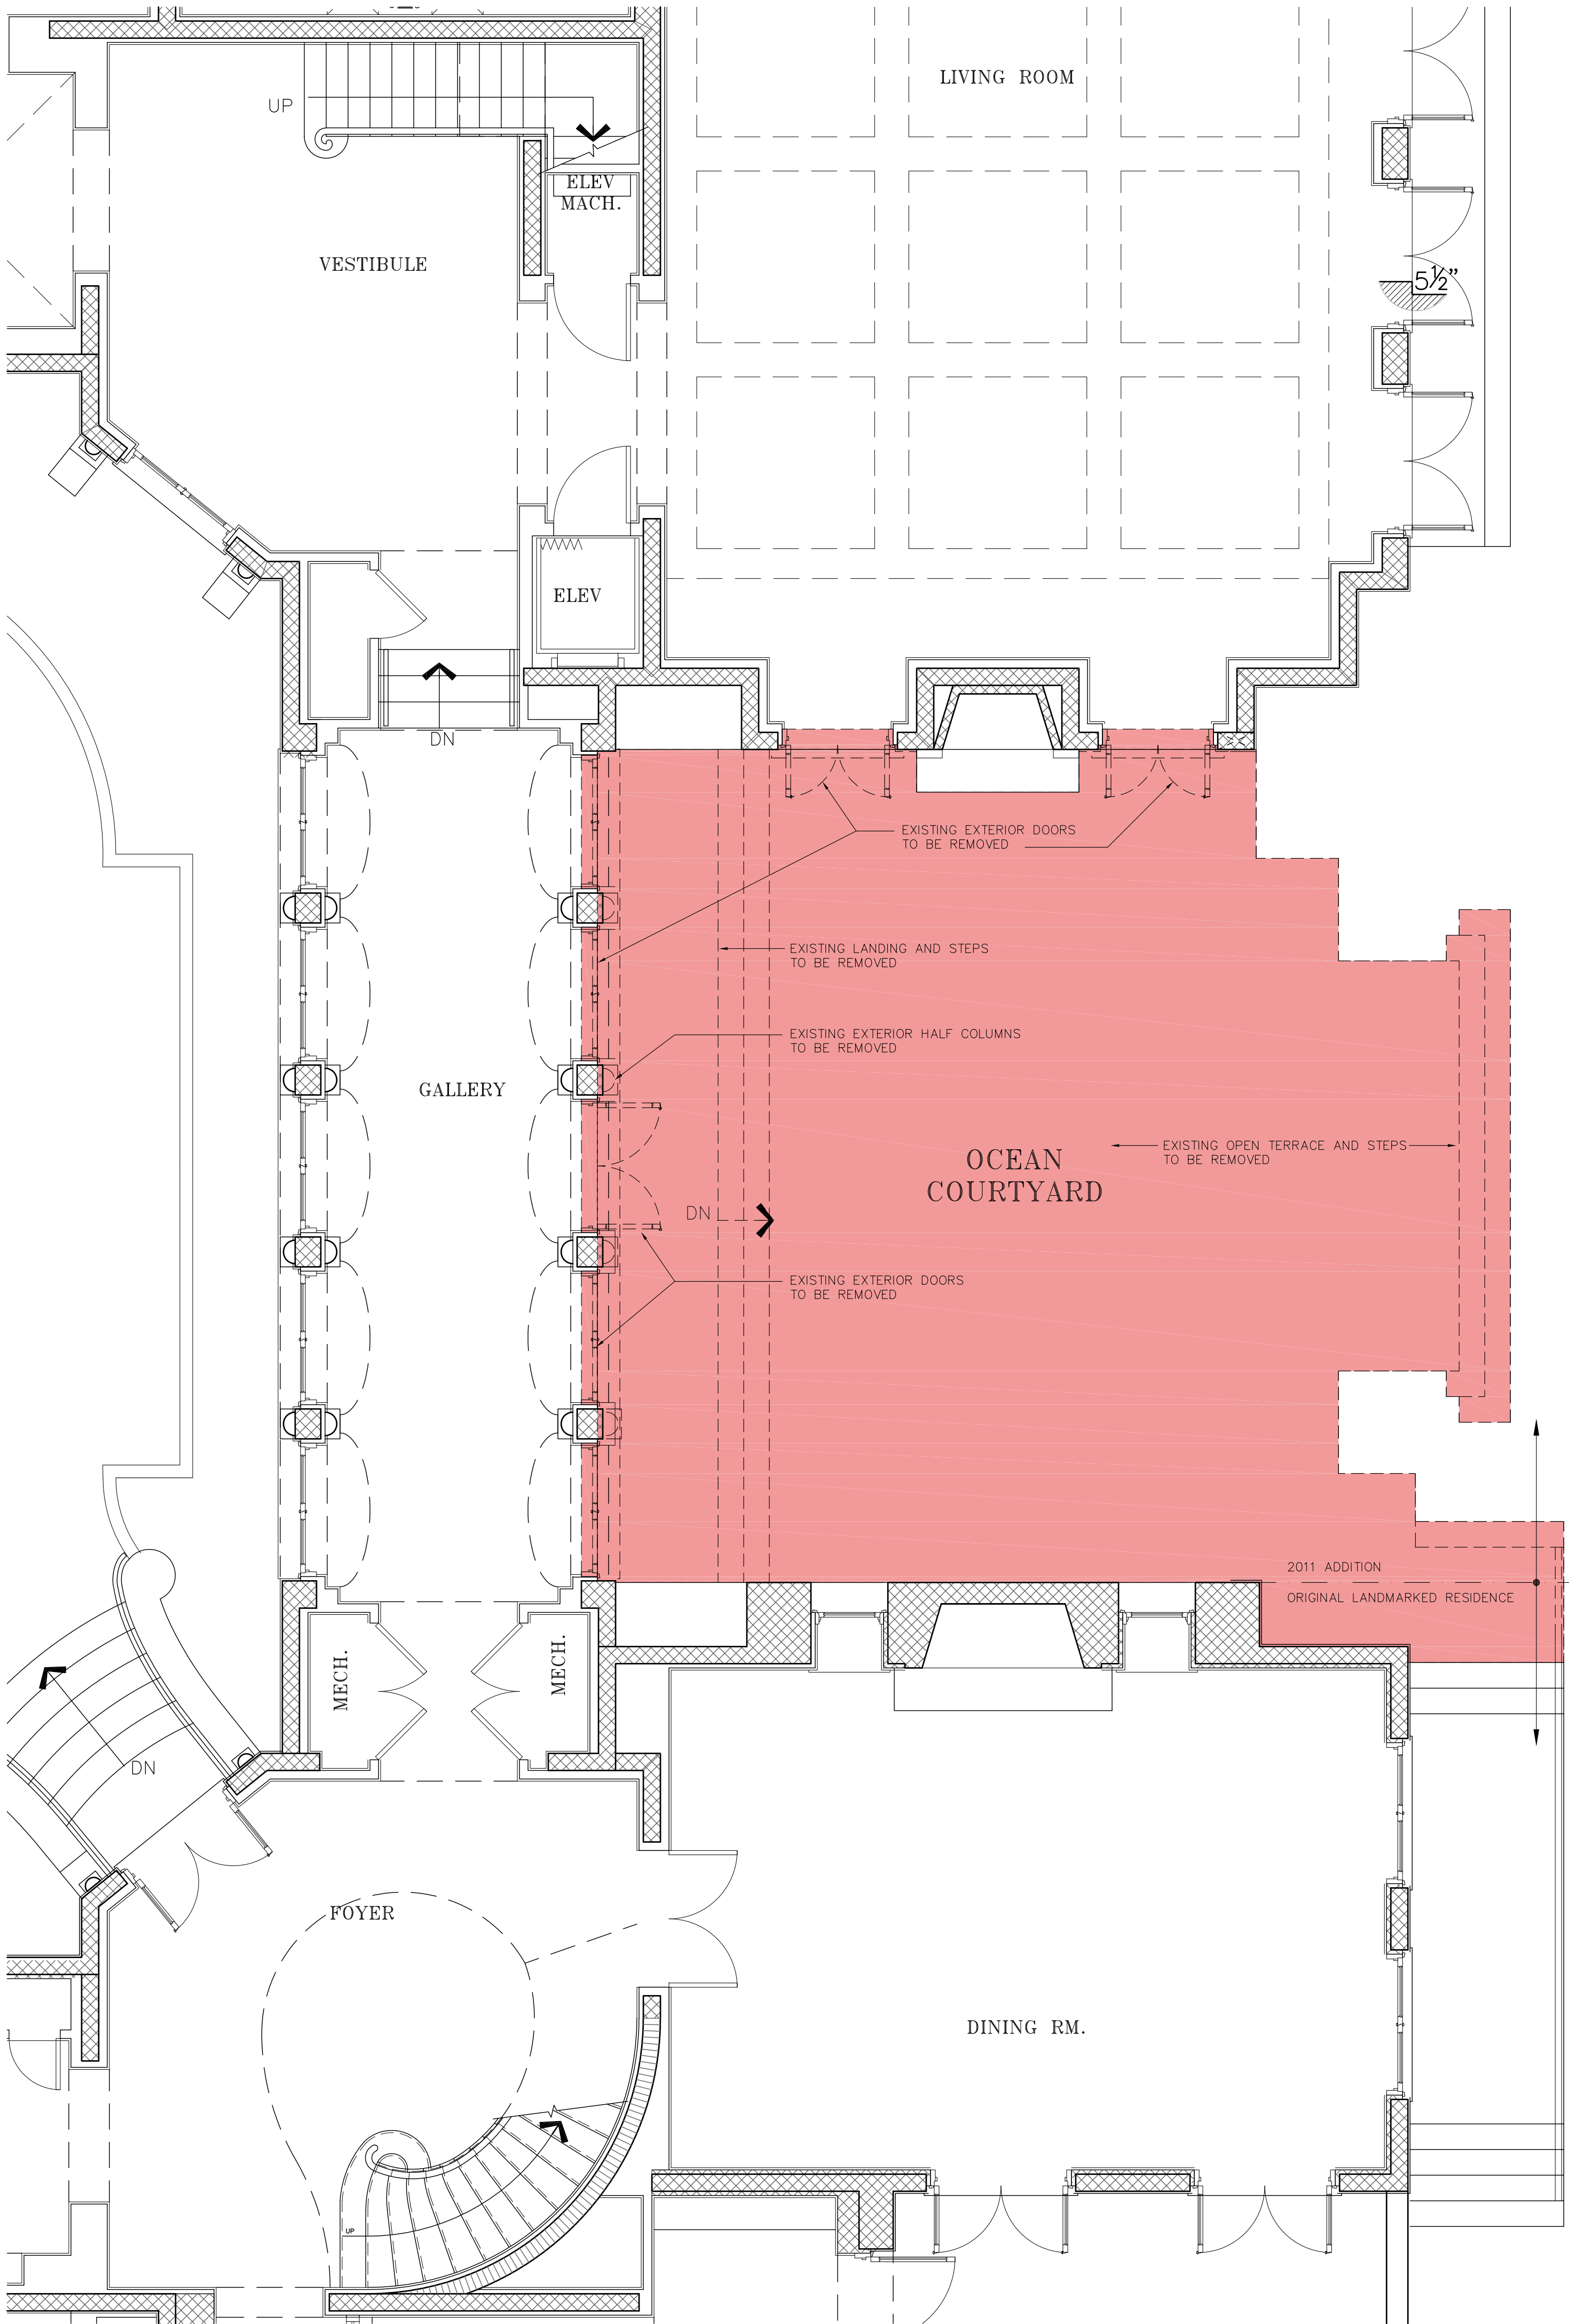 LIVING ROOM
UP
ELEV
MACH.
VESTIBULE
5½"
ELEV
DN
EXISTING EXTERIOR DOORS
TO BE REMOVED
EXISTING LANDING AND STEPS
TO BE REMOVED
EXISTING EXTERIOR HALF COLUMNS
TO BE REMOVED
GALLERY
EXISTING OPEN TERRACE AND STEPS
TO BE REMOVED
OCEAN
COURTYARD
DN
EXISTING EXTERIOR DOORS
TO BE REMOVED
2011 ADDITION
ORIGINAL LANDMARKED RESIDENCE
MECH.
MECH.
DN
FOYER
DINING RM.
UP